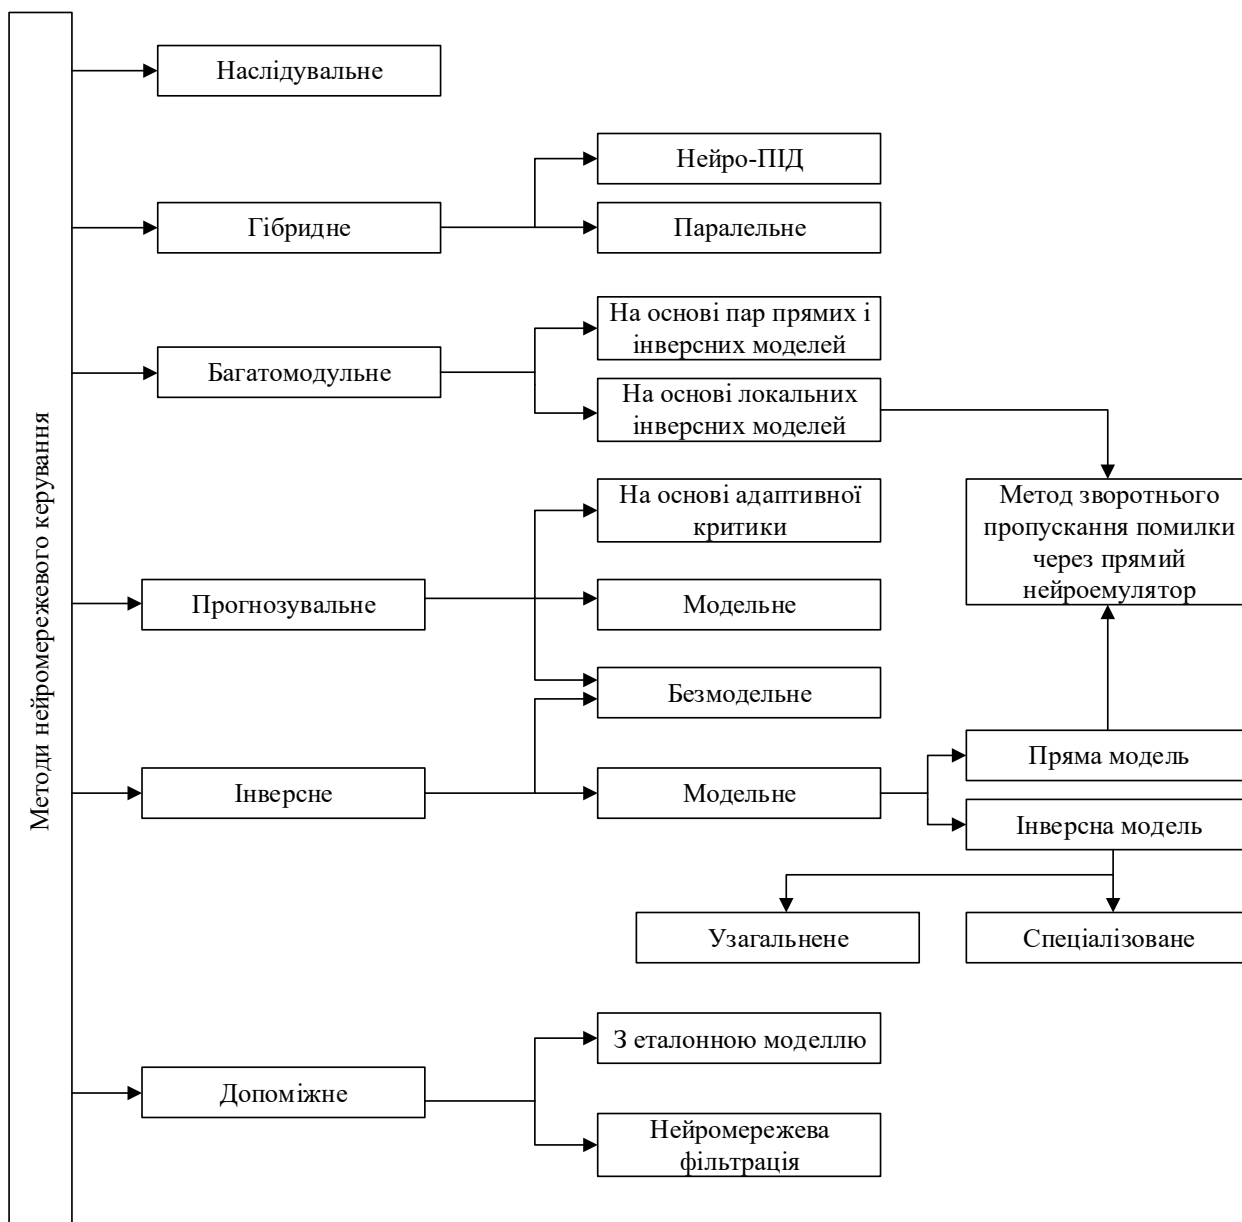 Методи нейромережевого керування
Наслідувальне
Гібридне
Нейро-ПІД
Паралельне
Багатомодульне
На основі пар прямих і
інверсних моделей
На основі локальних
інверсних моделей
Прогнозувальне
На основі адаптивної
критики
Модельне
Безмодельне
Метод зворотнього
пропускання помилки
через прямий
нейроемулятор
Інверсне
Модельне
Пряма модель
Інверсна модель
Узагальнене
Спеціалізоване
Допоміжне
З еталонною моделлю
Нейромережева
фільтрація